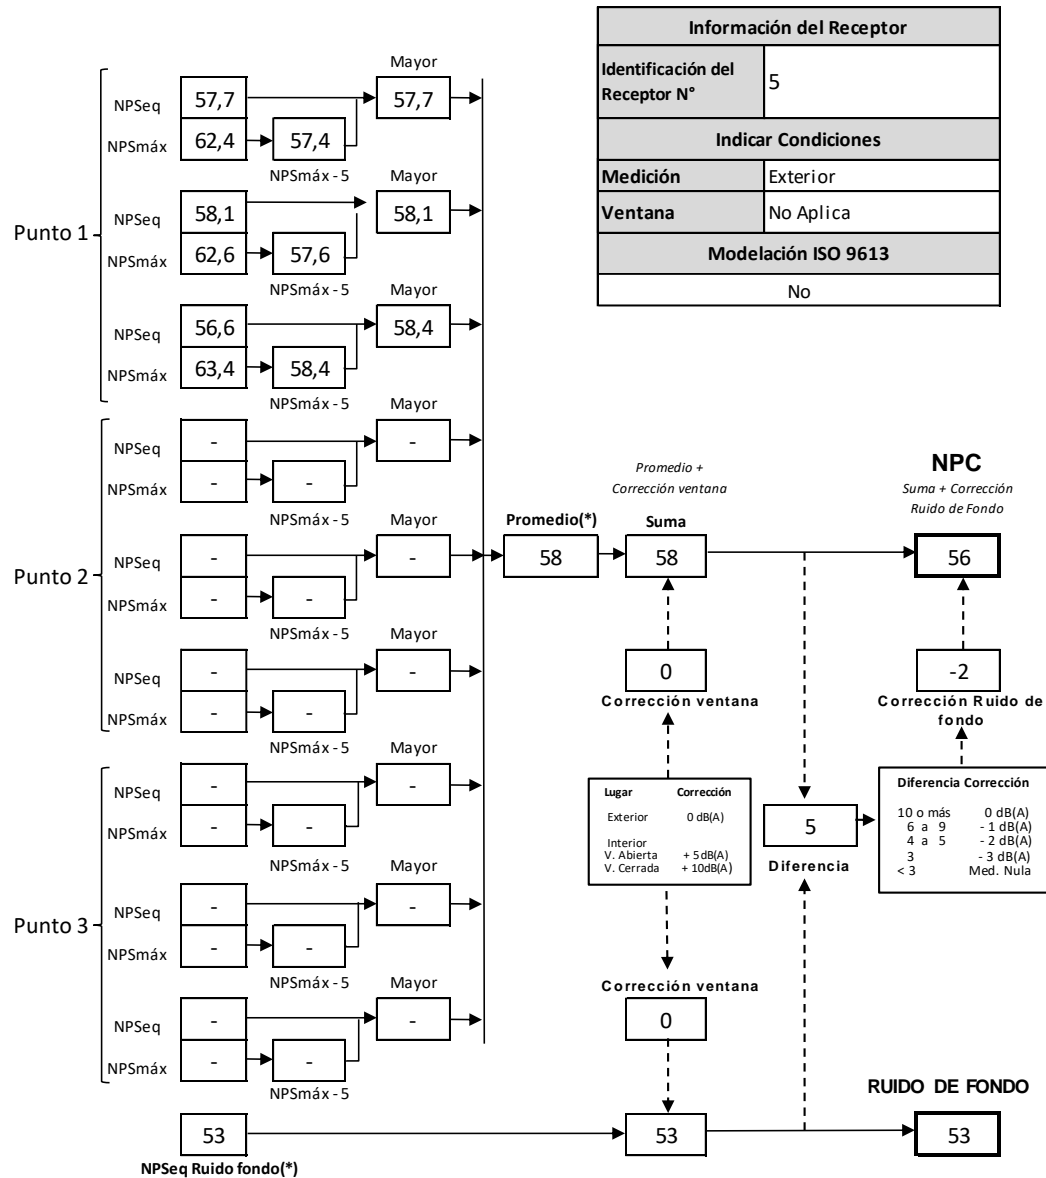 Información del Receptor
Identificación del Receptor N° 5
Indicar Condiciones
Medición Exterior
Ventana No Aplica
Modelación ISO 9613
No
Punto 1
Mayor
NPSeq 57,7 57,7
NPSmáx 62,4 57,4
NPSmáx - 5
Mayor
NPSeq 58,1 58,1
NPSmáx 62,6 57,6
NPSmáx - 5
Mayor
NPSeq 56,6 58,4
NPSmáx 63,4 58,4
NPSmáx - 5
Punto 2
Mayor
NPSeq - -
NPSmáx - -
NPSmáx - 5
Mayor
NPSeq - -
NPSmáx - -
NPSmáx - 5
Mayor
NPSeq - -
NPSmáx - -
NPSmáx - 5
Punto 3
Mayor
NPSeq - -
NPSmáx - -
NPSmáx - 5
Mayor
NPSeq - -
NPSmáx - -
NPSmáx - 5
Mayor
NPSeq - -
NPSmáx - -
NPSmáx - 5
53
NPSeq Ruido fondo(*)
Promedio(*)
58
Promedio +
Corrección ventana
Suma
58
0
Corrección ventana
Lugar Corrección
Exterior 0 dB(A)
Interior
V. Abierta + 5dB(A)
V. Cerrada + 10dB(A)
Corrección ventana
0
53
5
Diferencia
NPC
Suma + Corrección
Ruido de Fondo
56
-2
Corrección Ruido de
fondo
Diferencia Corrección
10 o más 0 dB(A)
6 a 9 - 1 dB(A)
4 a 5 - 2 dB(A)
3 - 3 dB(A)
< 3 Med. Nula
RUIDO DE FONDO
53